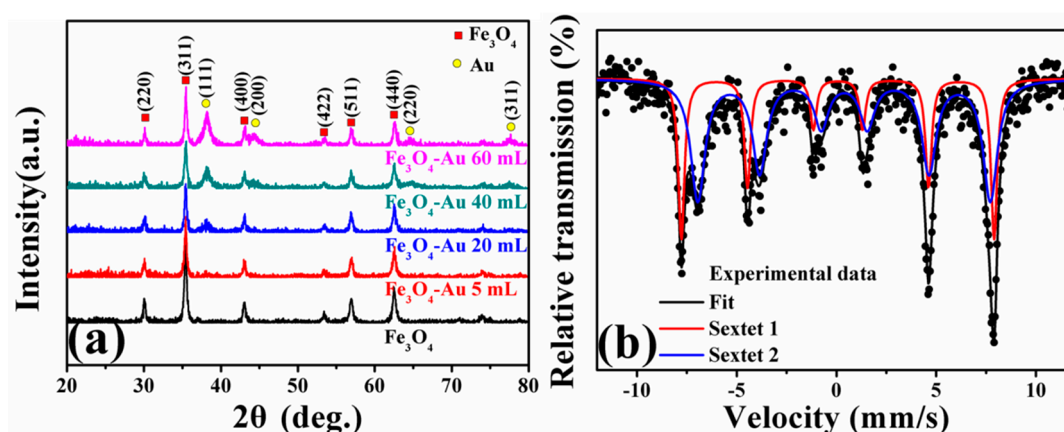 Intensity(a.u.)
Fe₃O₄
Au
(220)
(311)
(111)
(400)
(200)
(422)
(511)
(440)
(220)
(311)
Fe₃O₄-Au 60 mL
Fe₃O₄-Au 40 mL
Fe₃O₄-Au 20 mL
Fe₃O₄-Au 5 mL
Fe₃O₄
(a)
20 30 40 50 60 70 80
2θ (deg.)
Relative transmission (%)
Experimental data
Fit
Sextet 1
Sextet 2
(b)
-10 -5 0 5 10
Velocity (mm/s)